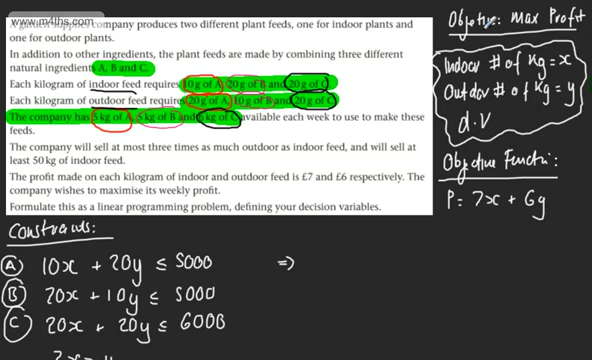 www.m4ths.com
A garden supplies company produces two different plant feeds, one for indoor plants and
one for outdoor plants.
In addition to other ingredients, the plant feeds are made by combining three different
natural ingredients A, B and C.
Each kilogram of indoor feed requires 10 g of A, 20 g of B and 20 g of C.
Each kilogram of outdoor feed requires 20 g of A, 10 g of B and 20 g of C.
The company has 5 kg of A, 5 kg of B and 6 kg of C available each week to use to make these
feeds.
The company will sell at most three times as much outdoor as indoor feed, and will sell at
least 50 kg of indoor feed.
The profit made on each kilogram of indoor and outdoor feed is £7 and £6 respectively. The
company wishes to maximise its weekly profit.
Formulate this as a linear programming problem, defining your decision variables.
: Max Profit
Indoor # of Kg = x
Outdoor # of Kg = y
d.V
Objective Functi:
P = 7x + 6y
Constraints:
A 10x + 20y ≤ 5000 ⇒
B 20x + 10y ≤ 5000
C 20x + 20y ≤ 6000